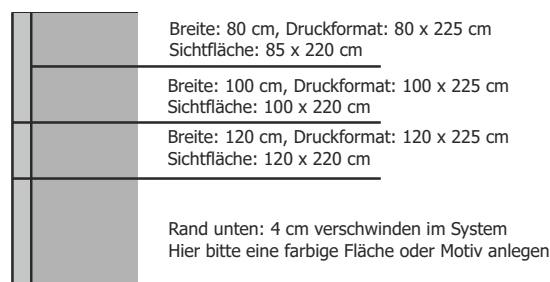 Breite: 80 cm, Druckformat: 80 x 225 cm
Sichtfläche: 85 x 220 cm
Breite: 100 cm, Druckformat: 100 x 225 cm
Sichtfläche: 100 x 220 cm
Breite: 120 cm, Druckformat: 120 x 225 cm
Sichtfläche: 120 x 220 cm
Rand unten: 4 cm verschwinden im System
Hier bitte eine farbige Fläche oder Motiv anlegen